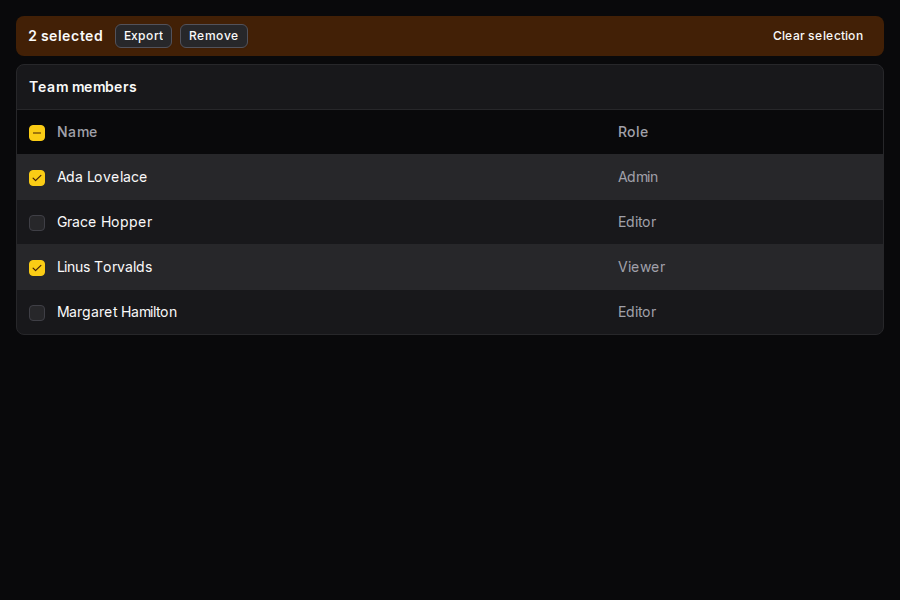 2 selected Export Remove Clear selection
Team members
Name Role
Ada Lovelace Admin
Grace Hopper Editor
Linus Torvalds Viewer
Margaret Hamilton Editor